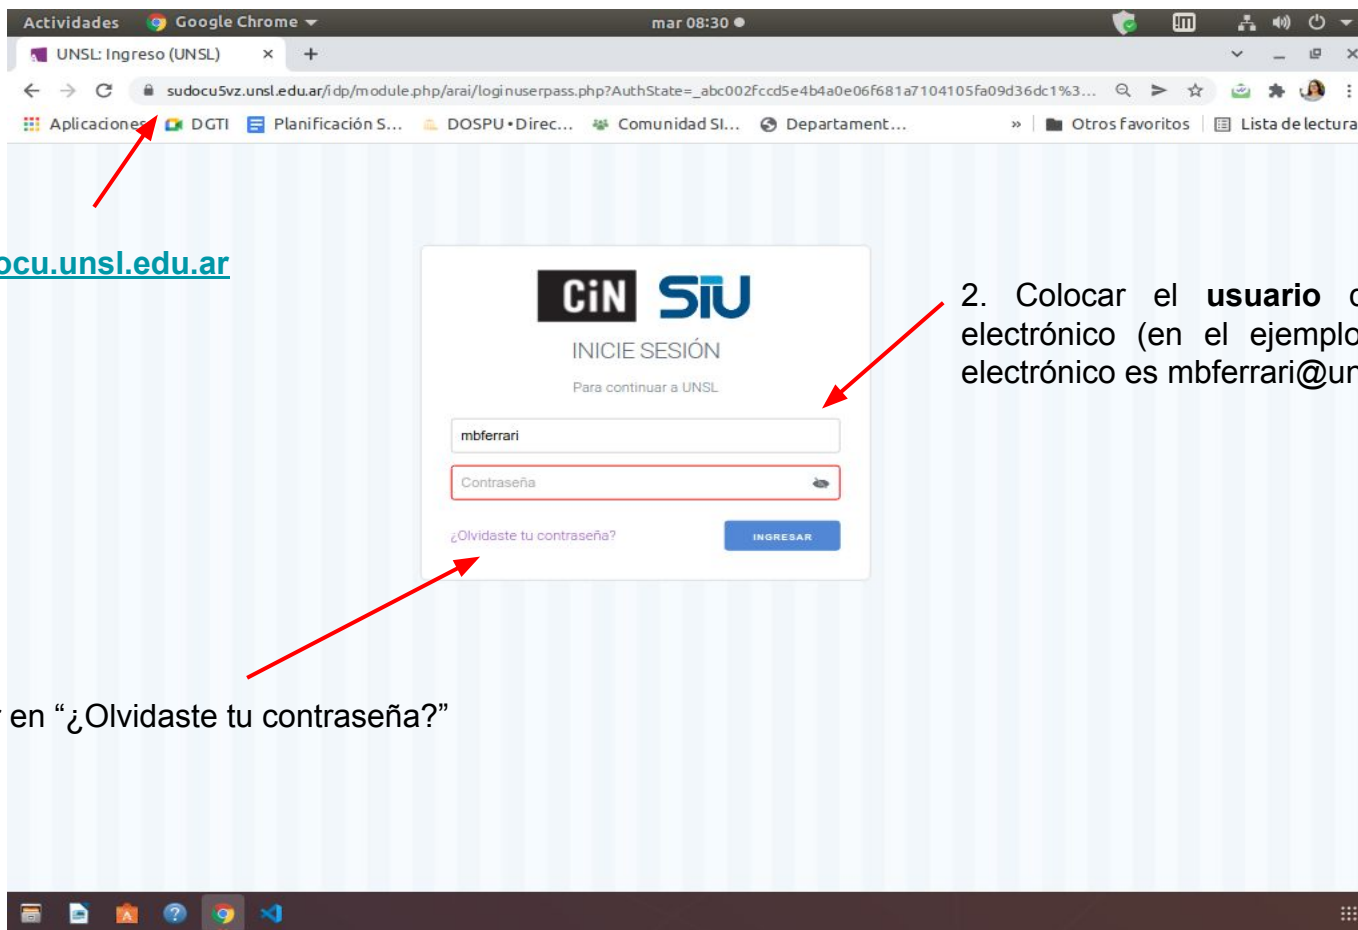 Actividades Google Chrome mar 08:30
UNSL: Ingreso (UNSL)
sudocu5vz.unsl.edu.ar/idp/module.php/arai/loginuserpass.php?AuthState=_abc002fccd5e4b4a0e06f681a7104105fa09d36dc1%3...
Aplicaciones DGTI Planificación S... DOSPU • Direc... Comunidad SI... Departament... » Otros favoritos Lista de lectura
ocu.unsl.edu.ar
CiN SIU
INICIE SESIÓN
Para continuar a UNSL
mbferrari
Contraseña
¿Olvidaste tu contraseña? INGRESAR
2. Colocar el usuario
electrónico (en el ejemplo
electrónico es mbferrari@un
en “¿Olvidaste tu contraseña?”